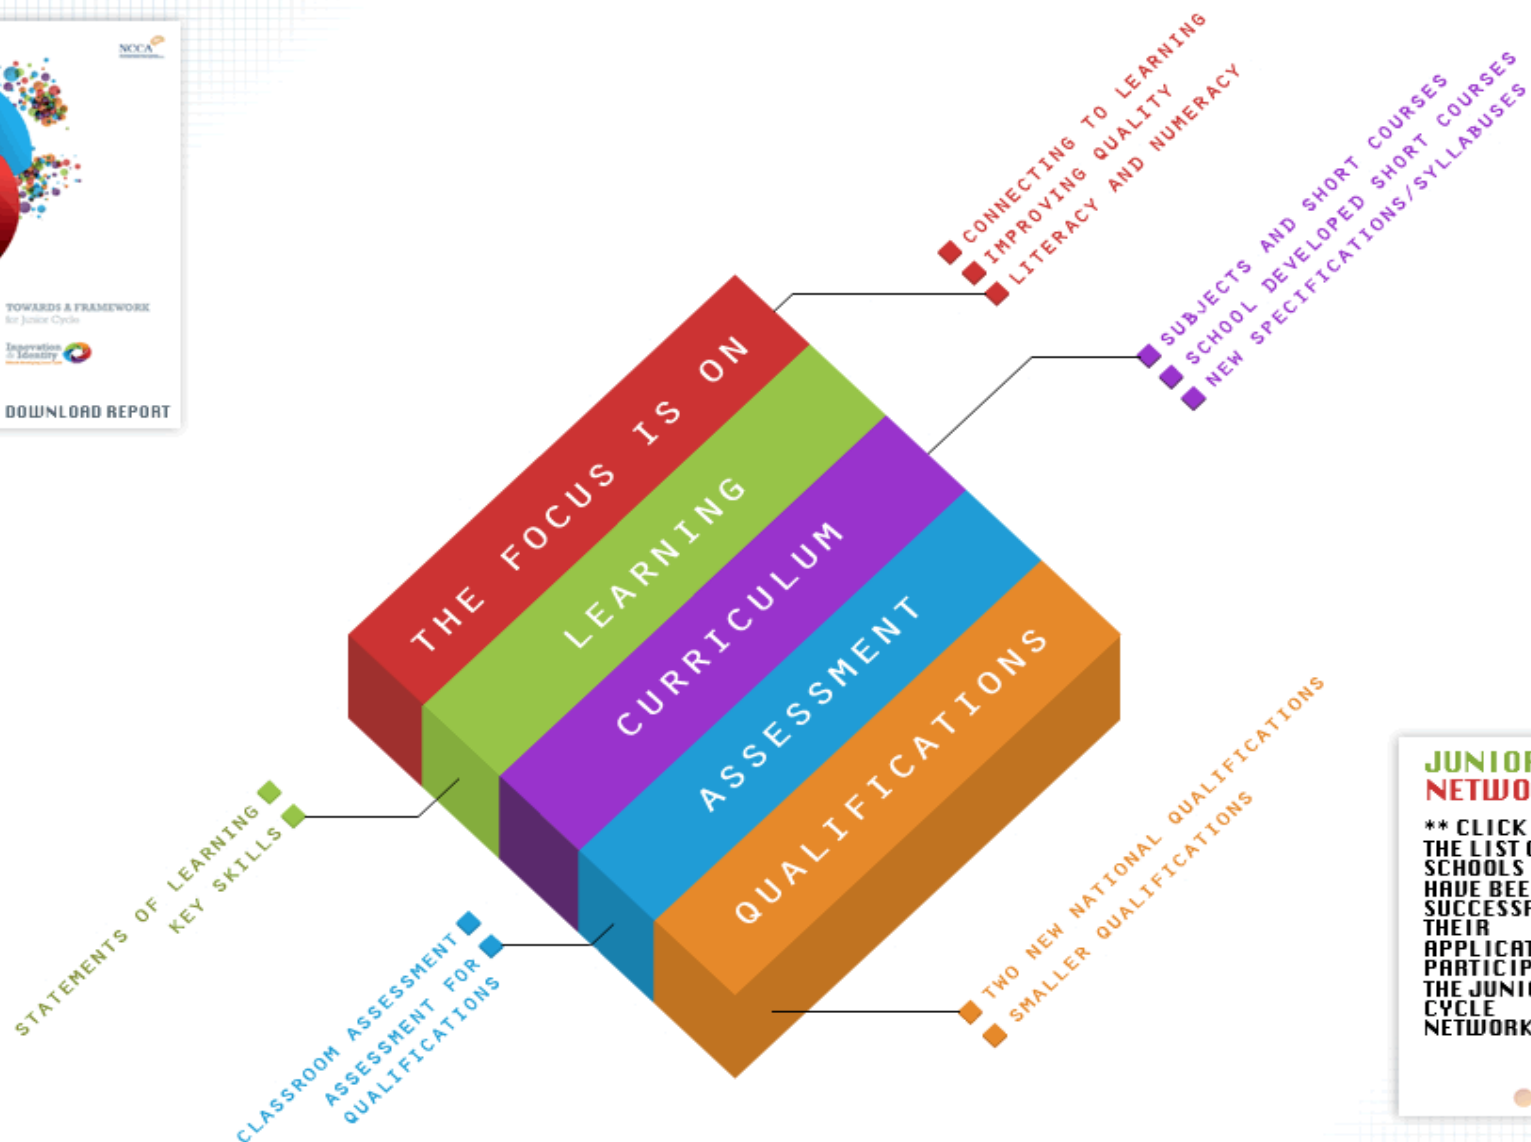 NCCA
TOWARDS A FRAMEWORK
for Junior Cycle
Innovation
& Identity
DOWNLOAD REPORT
CONNECTING TO LEARNING
IMPROVING QUALITY
LITERACY AND NUMERACY
SUBJECTS AND SHORT COURSES
SCHOOL DEVELOPED SHORT COURSES
NEW SPECIFICATIONS/SYLLABUSES
THE FOCUS IS ON
LEARNING
CURRICULUM
ASSESSMENT
QUALIFICATIONS
STATEMENTS OF LEARNING
KEY SKILLS
CLASSROOM ASSESSMENT
ASSESSMENT FOR
QUALIFICATIONS
TWO NEW NATIONAL QUALIFICATIONS
SMALLER QUALIFICATIONS
JUNIOR
NETWO
** CLICK
THE LIST
SCHOOLS
HAVE BEE
SUCCESSF
THEIR
APPLICAT
PARTICIP
THE JUNIO
CYCLE
NETWORK